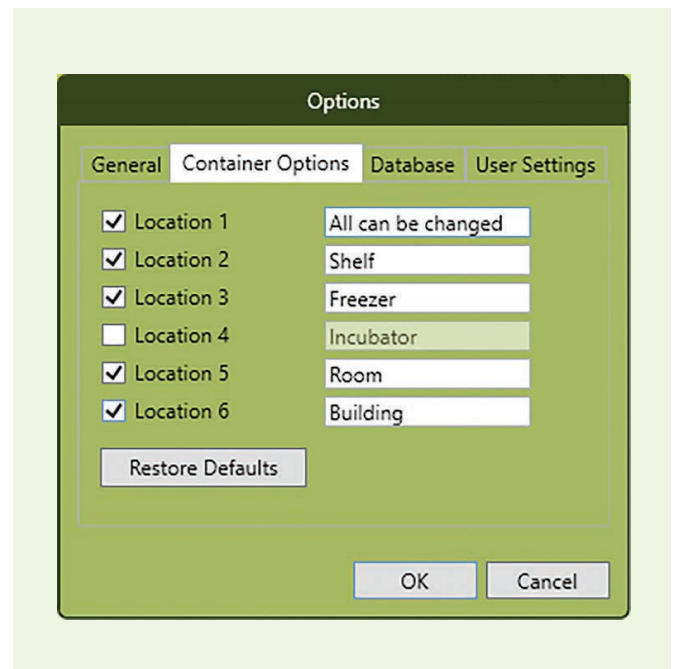 Options
General Container Options Database User Settings
Location 1 All can be changed
Location 2 Shelf
Location 3 Freezer
Location 4 Incubator
Location 5 Room
Location 6 Building
Restore Defaults
OK Cancel